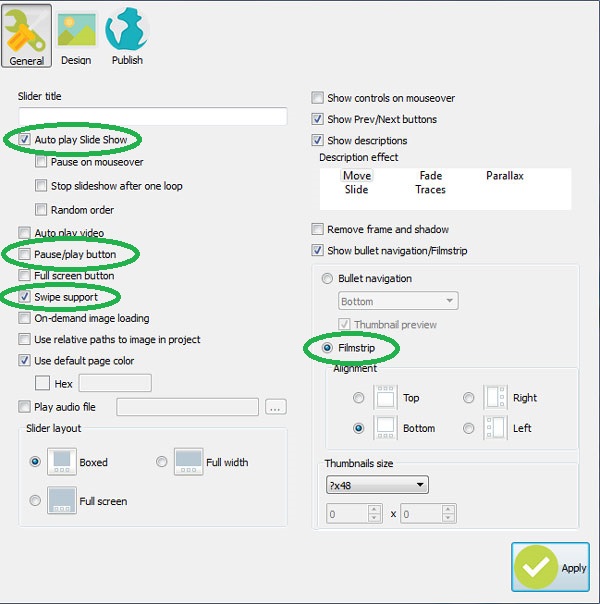 General
Design
Publish
Slider title
Auto play Slide Show
Pause on mouseover
Stop slideshow after one loop
Random order
Auto play video
Pause/play button
Full screen button
Swipe support
On-demand image loading
Use relative paths to image in project
Use default page color
Hex
Play audio file
...
Slider layout
Boxed
Full width
Full screen
Show controls on mouseover
Show Prev/Next buttons
Show descriptions
Description effect
Move Fade Parallax
Slide Traces
Remove frame and shadow
Show bullet navigation/Filmstrip
Bullet navigation
Bottom
Thumbnail preview
Filmstrip
Alignment
Top Right
Bottom Left
Thumbnails size
?x48
0 x 0
Apply